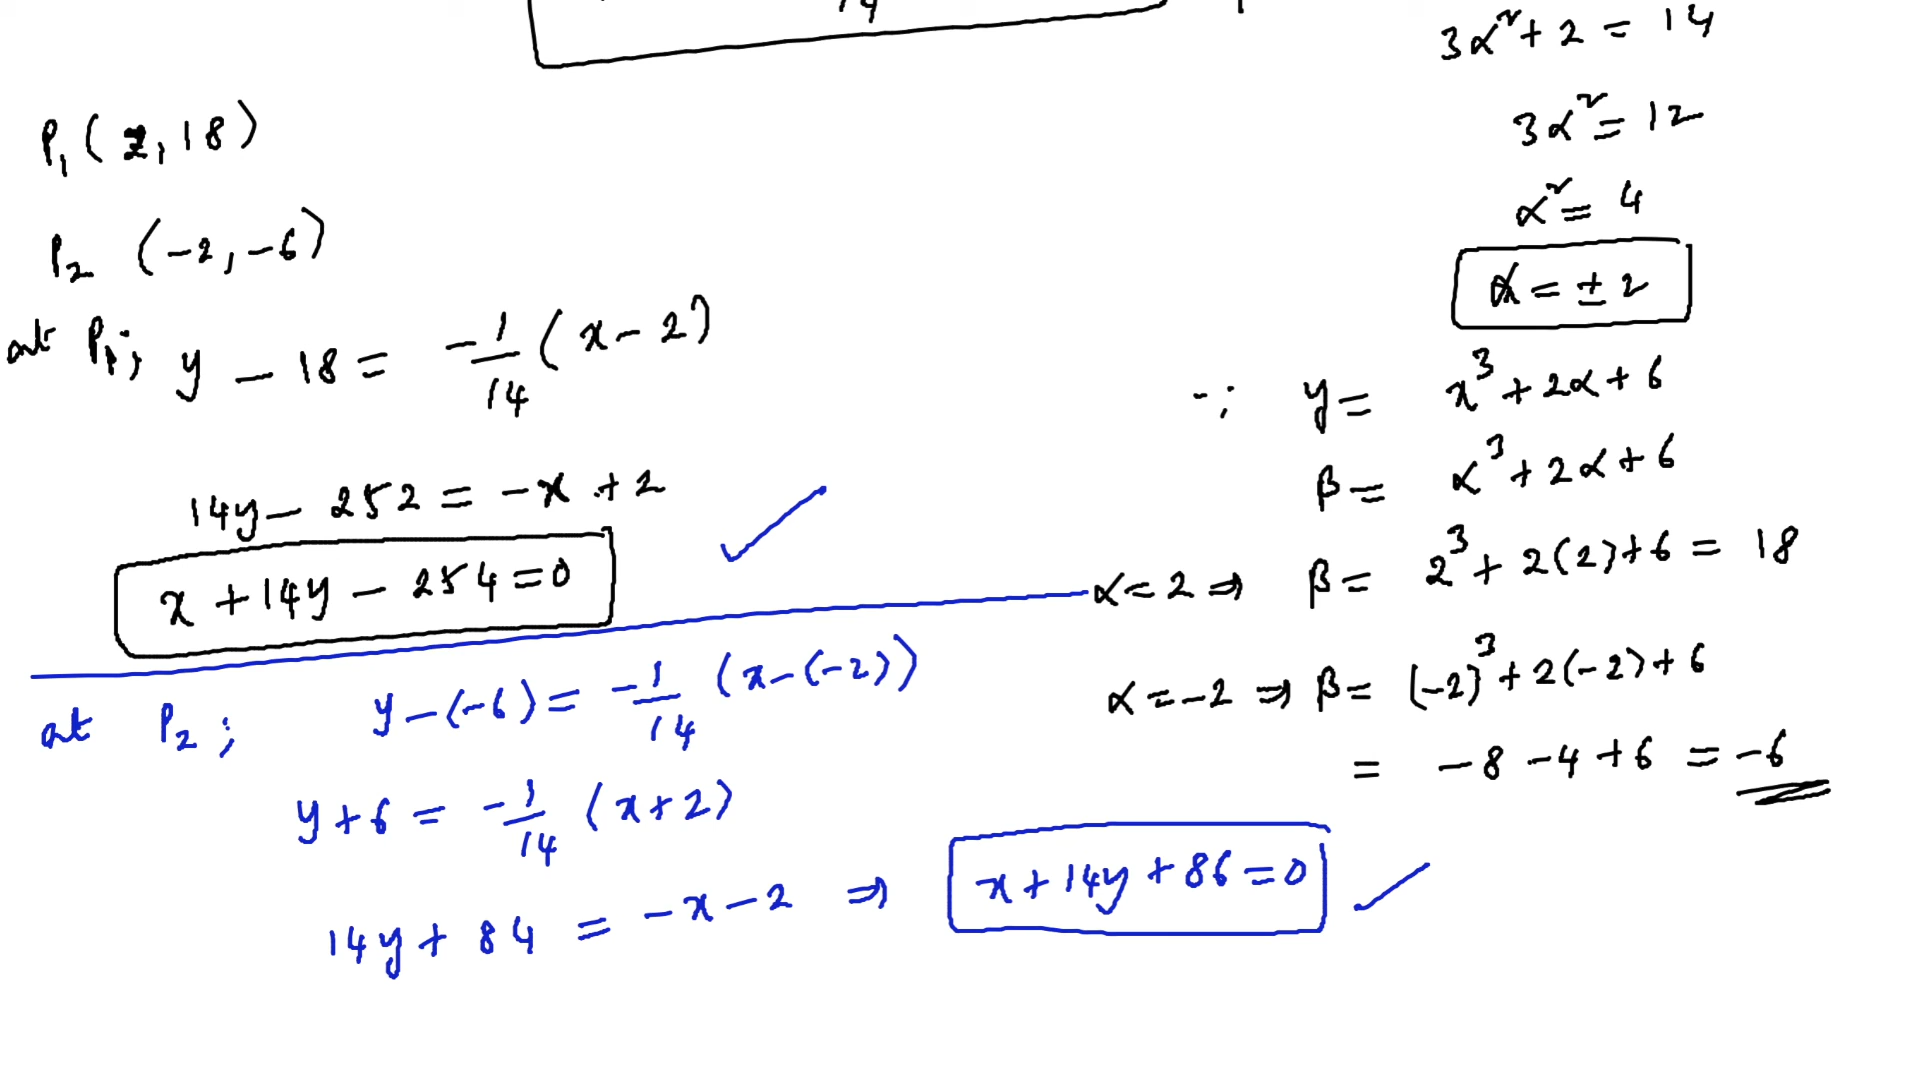 14
3α² + 2 = 14
3α² = 12
α² = 4
α = ± 2
P₁ (2, 18)
P₂ (-2, -6)
at P₁; y - 18 = -1/14 (x - 2)
14y - 252 = -x + 2
x + 14y - 254 = 0
∵ y = x³ + 2α + 6
β = α³ + 2α + 6
α = 2 ⇒ β = 2³ + 2(2) + 6 = 18
α = -2 ⇒ β = (-2)³ + 2(-2) + 6
= -8 - 4 + 6 = -6
at P₂; y - (-6) = -1/14 (x - (-2))
y + 6 = -1/14 (x + 2)
14y + 84 = -x - 2 ⇒ x + 14y + 86 = 0